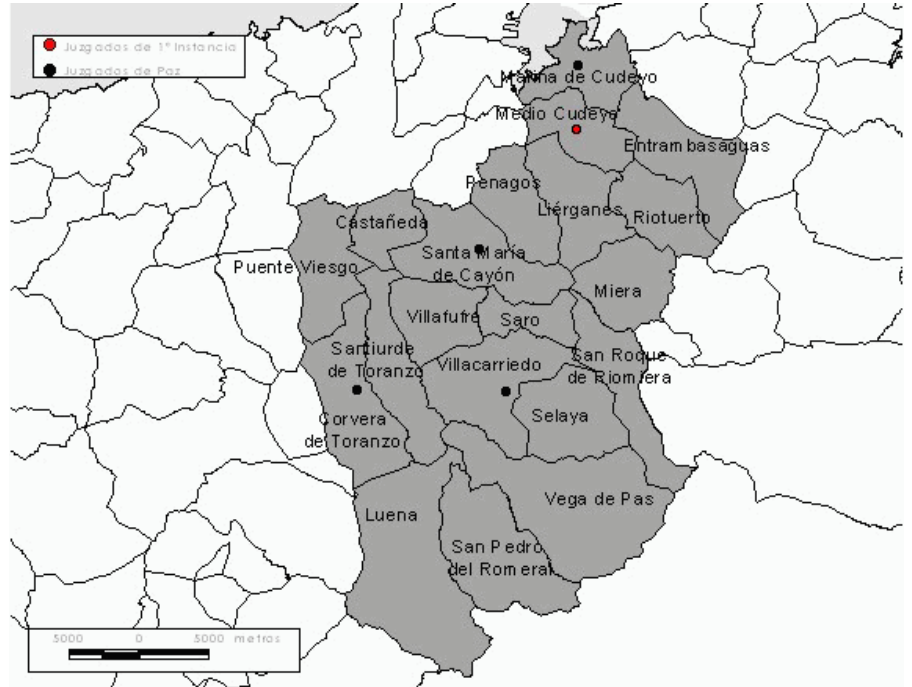 Juzgados de 1ª Instancia
Juzgados de Paz
Marina de Cudeyo
Medio Cudeyo
Entrambasaguas
Penagos
Liérganes
Riotuerto
Castañeda
Santa María
de Cayón
Puente Viesgo
Miera
Villafufre
Saro
Santiurde
de Toranzo
Villacarriedo
San Roque
de Riomiera
Selaya
Corvera
de Toranzo
Luena
Vega de Pas
San Pedro
del Romeral
5000 0 5000 metros